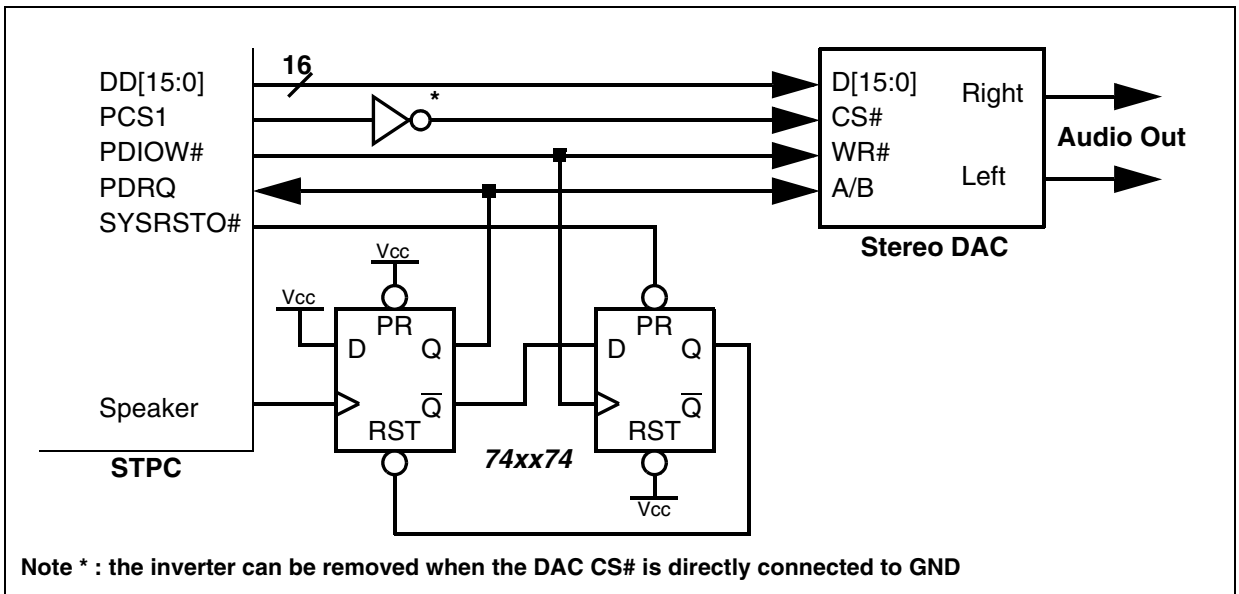 DD[15:0]
16
D[15:0]
Right
PCS1
*
CS#
Audio Out
PDIOW#
WR#
PDRQ
A/B
Left
SYSRSTO#
Stereo DAC
Vcc
Vcc
PR
PR
D
Q
D
Q
Speaker
Q
Q
RST
RST
74xx74
STPC
Vcc
Note * : the inverter can be removed when the DAC CS# is directly connected to GND